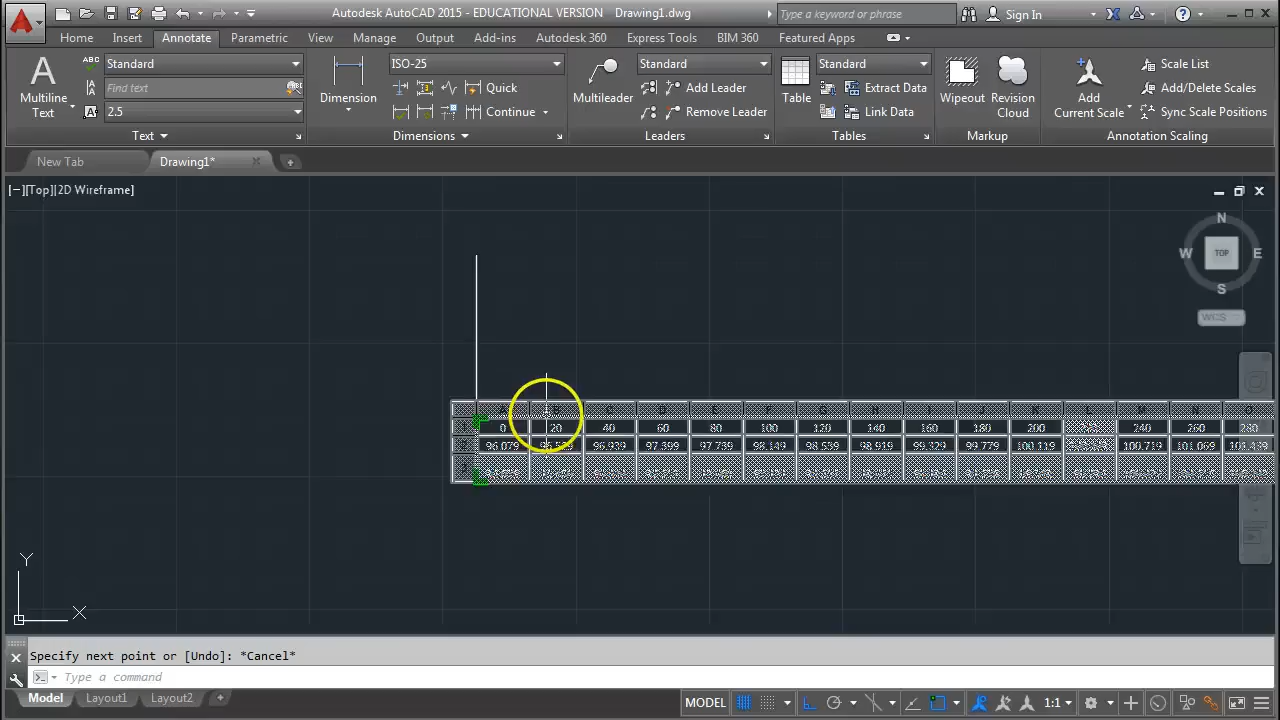 Autodesk AutoCAD 2015 - EDUCATIONAL VERSION Drawing1.dwg
Type a keyword or phrase
Sign In
Home Insert Annotate Parametric View Manage Output Add-ins Autodesk 360 Express Tools BIM 360 Featured Apps
Multiline Text
ABC
Standard
Find text
2.5
Text
Dimension
ISO-25
Quick
Continue
Dimensions
Multileader
Standard
Add Leader
Remove Leader
Leaders
Table
Standard
Extract Data
Link Data
Tables
Wipeout
Revision Cloud
Markup
Add Current Scale
Scale List
Add/Delete Scales
Sync Scale Positions
Annotation Scaling
New Tab Drawing1*
[−][Top][2D Wireframe]
N
W TOP E
S
WCS
0 20 40 60 80 100 120 140 160 180 200 240 260 280
96.079 96.939 97.399 97.739 98.149 98.539 98.919 99.329 99.779 100.119 100.719 101.069
Y
X
Specify next point or [Undo]: *Cancel*
Type a command
Model Layout1 Layout2
MODEL 1:1